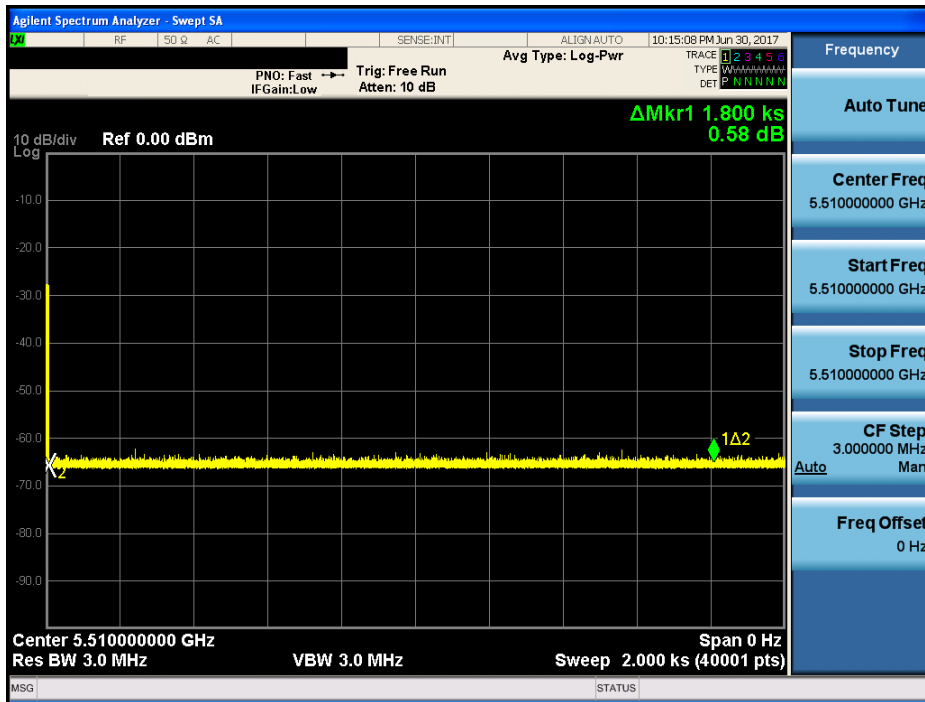 Agilent Spectrum Analyzer - Swept SA
LXI RF 50 Ω AC SENSE:INT ALIGN AUTO 10:15:08 PM Jun 30, 2017
Frequency
Avg Type: Log-Pwr
TRACE 1 2 3 4 5 6
PNO: Fast Trig: Free Run
TYPE WWWWWW
IFGain:Low Atten: 10 dB
DET P N N N N N
Auto Tune
ΔMkr1 1.800 ks
0.58 dB
10 dB/div Ref 0.00 dBm
Log
Center Freq
5.510000000 GHz
-10.0
-20.0
Start Freq
5.510000000 GHz
-30.0
-40.0
Stop Freq
5.510000000 GHz
-50.0
-60.0
1Δ2
2
CF Step
3.000000 MHz
Auto Man
-70.0
-80.0
Freq Offset
0 Hz
-90.0
Center 5.510000000 GHz Span 0 Hz
Res BW 3.0 MHz VBW 3.0 MHz Sweep 2.000 ks (40001 pts)
MSG STATUS